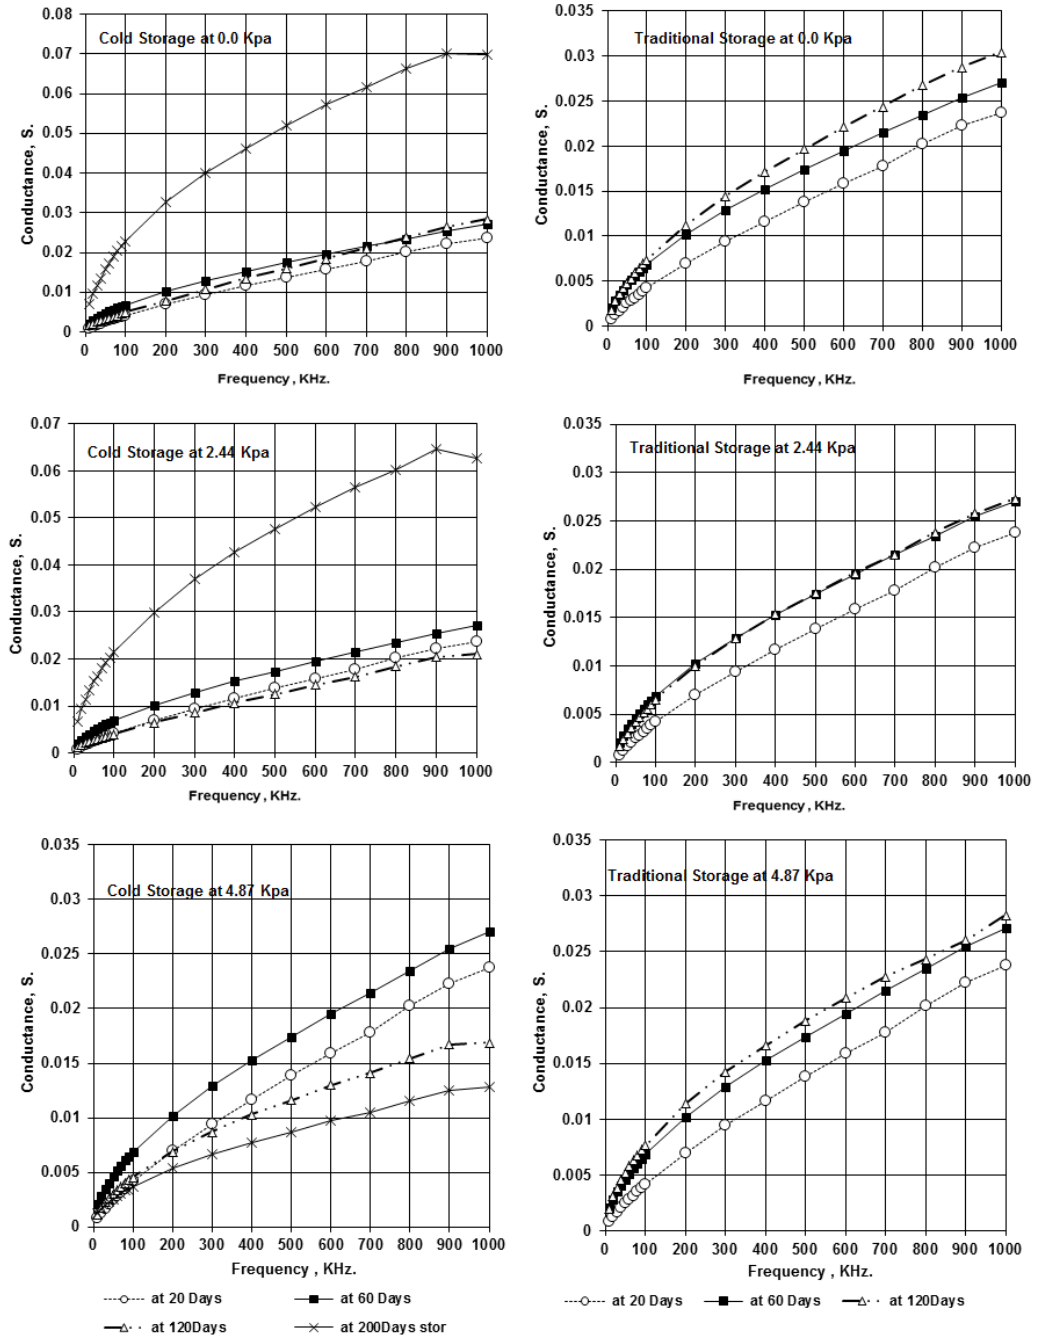 Cold Storage at 0.0 Kpa
Conductance, S.
0.08
0.07
0.06
0.05
0.04
0.03
0.02
0.01
0
0 100 200 300 400 500 600 700 800 900 1000
Frequency , KHz.
Traditional Storage at 0.0 Kpa
Conductance, S.
0.035
0.03
0.025
0.02
0.015
0.01
0.005
0
0 100 200 300 400 500 600 700 800 900 1000
Frequency , KHz.
Cold Storage at 2.44 Kpa
Conductance, S.
0.07
0.06
0.05
0.04
0.03
0.02
0.01
0
0 100 200 300 400 500 600 700 800 900 1000
Frequency , KHz.
Traditional Storage at 2.44 Kpa
Conductance, S.
0.035
0.03
0.025
0.02
0.015
0.01
0.005
0
0 100 200 300 400 500 600 700 800 900 1000
Frequency , KHz.
Cold Storage at 4.87 Kpa
Conductance, S.
0.035
0.03
0.025
0.02
0.015
0.01
0.005
0
0 100 200 300 400 500 600 700 800 900 1000
Frequency , KHz.
at 20 Days at 60 Days
at 120Days at 200Days stor
Traditional Storage at 4.87 Kpa
Conductance, S.
0.035
0.03
0.025
0.02
0.015
0.01
0.005
0
0 100 200 300 400 500 600 700 800 900 1000
Frequency , KHz.
at 20 Days at 60 Days at 120Days